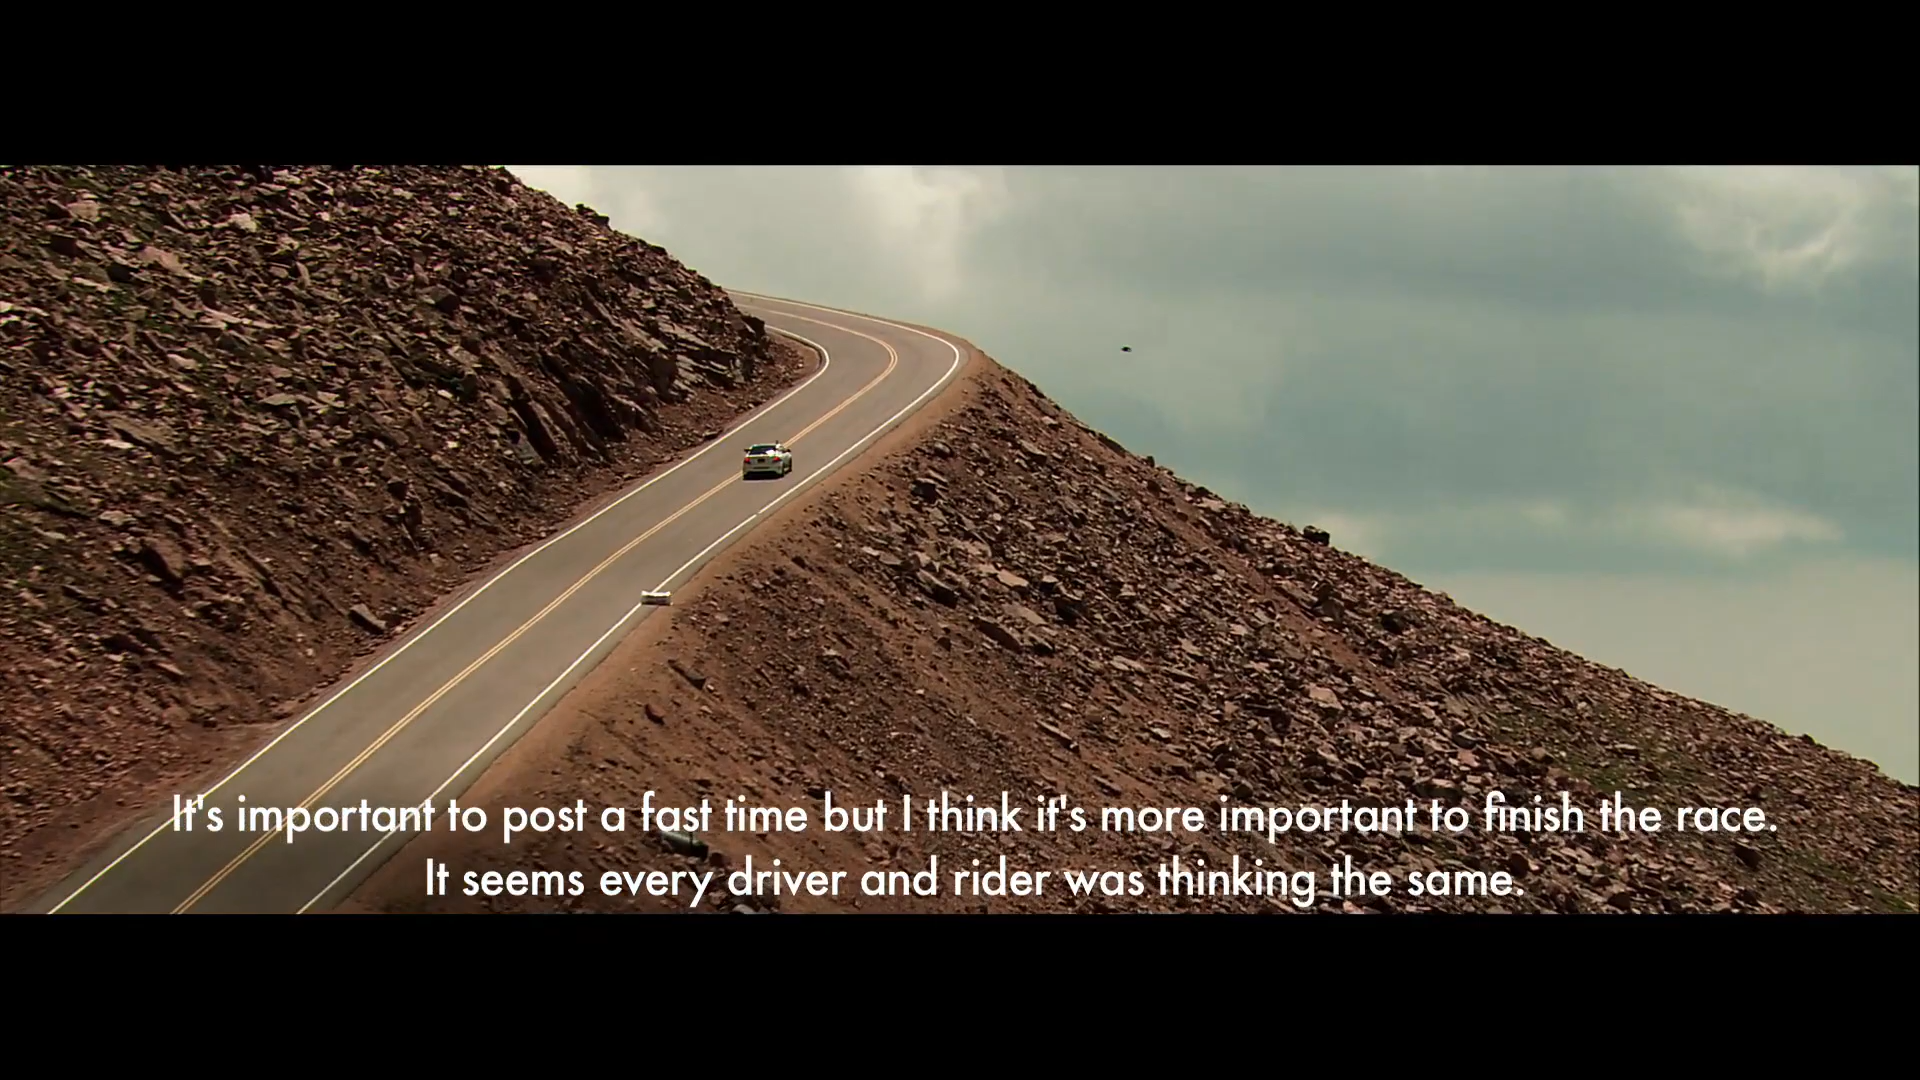 It's important to post a fast time but I think it's more important to finish the race.
It seems every driver and rider was thinking the same.